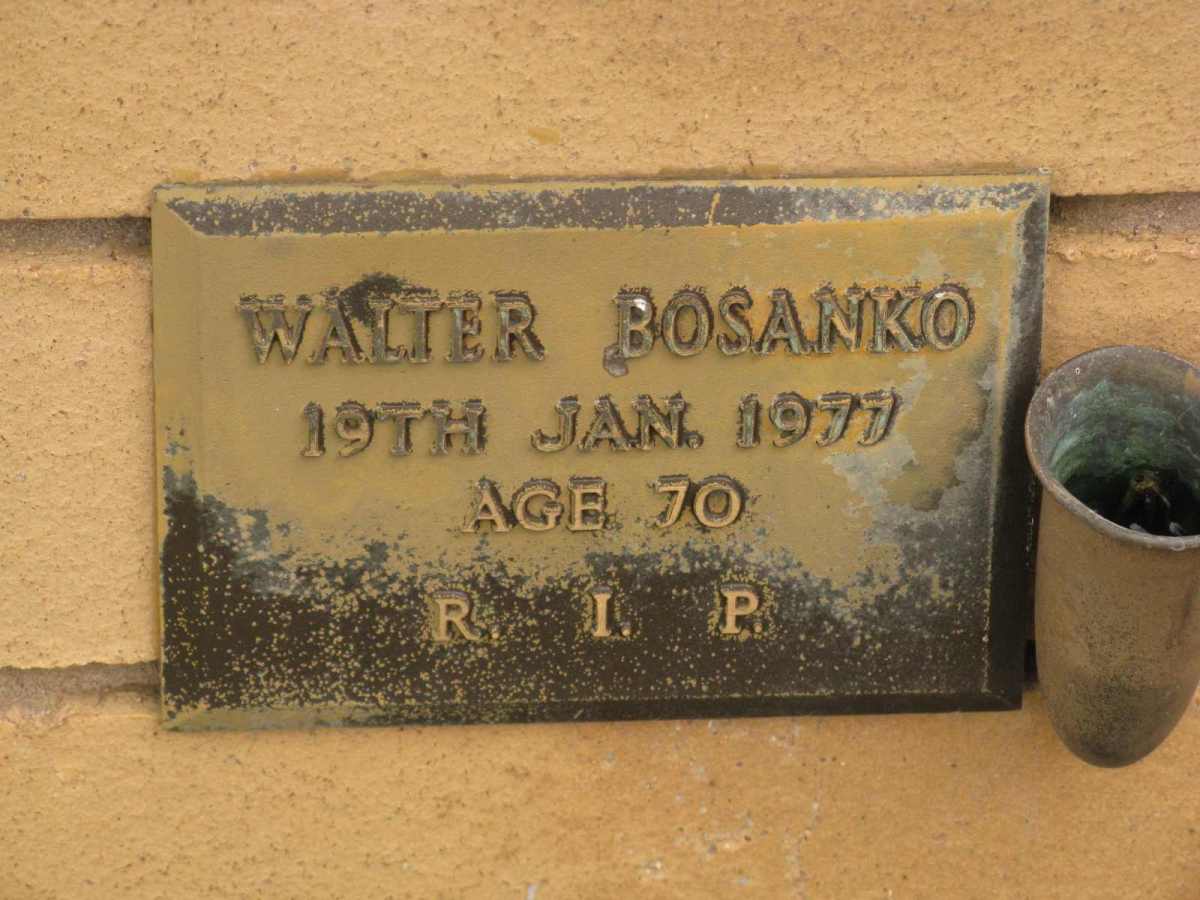 WALTER BOSANKO
19TH JAN. 1977
AGE 70
R. I. P.